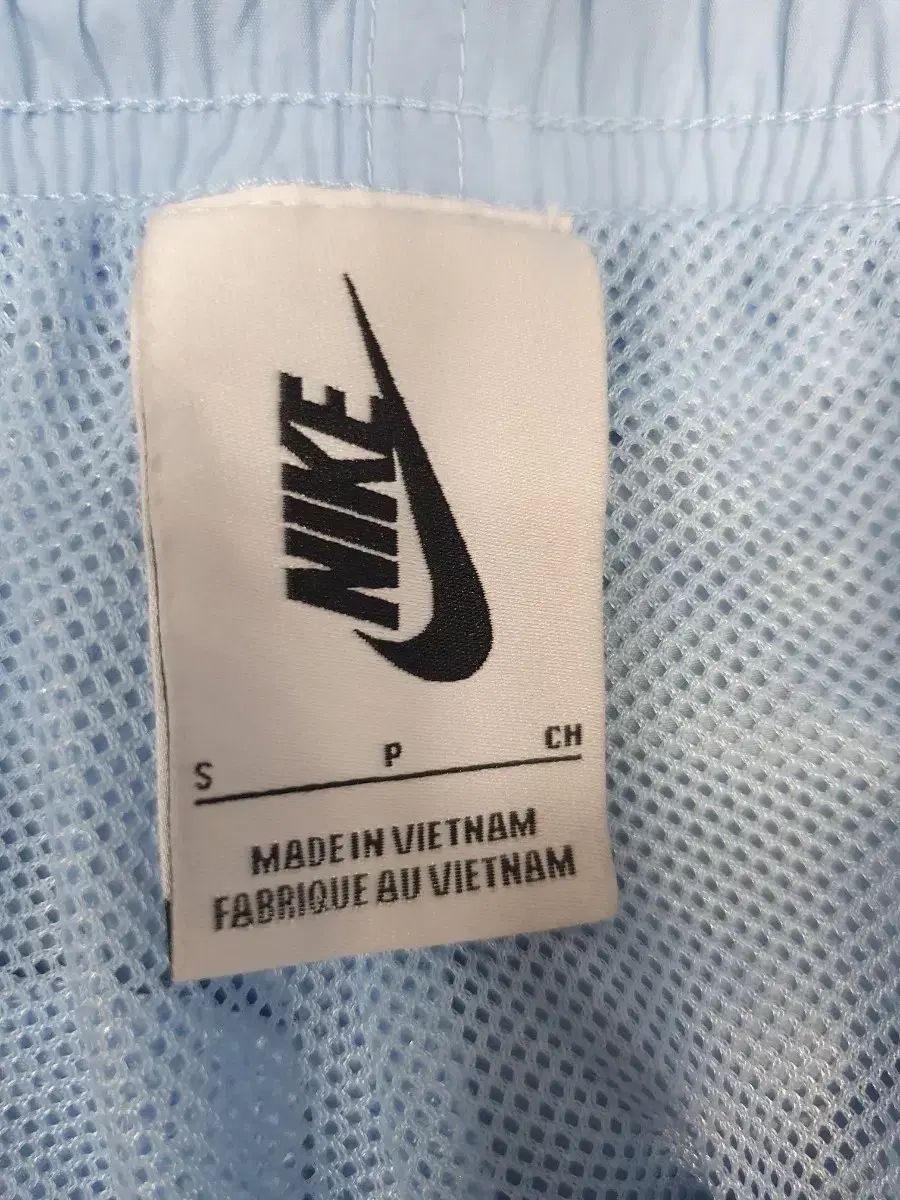 NIKE
S P CH
MADE IN VIETNAM
FABRIQUE AU VIETNAM